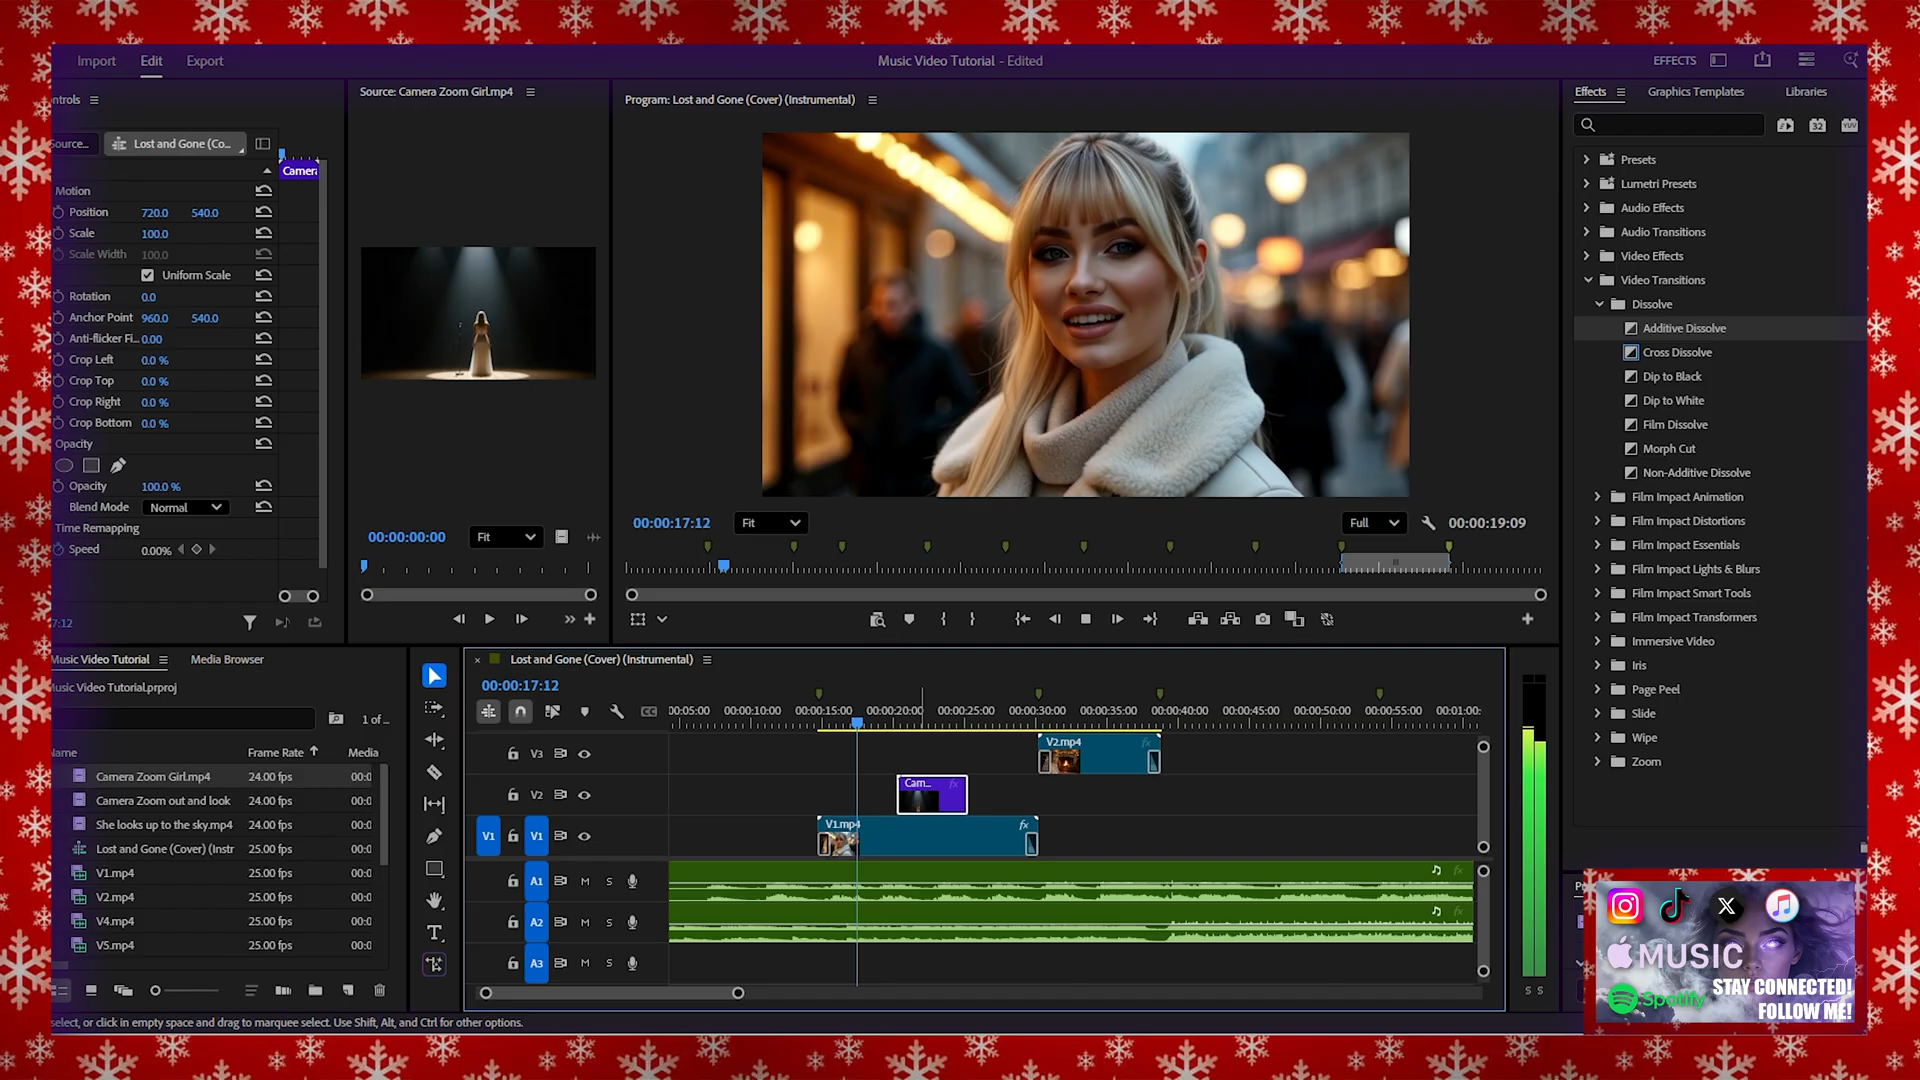 Import Edit Export
Music Video Tutorial - Edited
EFFECTS
ntrols
Source: Camera Zoom Girl.mp4
Program: Lost and Gone (Cover) (Instrumental)
Effects Graphics Templates Libraries
Source... Lost and Gone (Co...
Camera
Motion
Position 720.0 540.0
Scale 100.0
Scale Width 100.0
Uniform Scale
Rotation 0.0
Anchor Point 960.0 540.0
Anti-flicker Fi... 0.00
Crop Left 0.0 %
Crop Top 0.0 %
Crop Right 0.0 %
Crop Bottom 0.0 %
Opacity
Opacity 100.0 %
Blend Mode Normal
Time Remapping
Speed 0.00%
7:12
00:00:00:00 Fit
00:00:17:12 Fit Full 00:00:19:09
32 YUV
Presets
Lumetri Presets
Audio Effects
Audio Transitions
Video Effects
Video Transitions
Dissolve
Additive Dissolve
Cross Dissolve
Dip to Black
Dip to White
Film Dissolve
Morph Cut
Non-Additive Dissolve
Film Impact Animation
Film Impact Distortions
Film Impact Essentials
Film Impact Lights & Blurs
Film Impact Smart Tools
Film Impact Transformers
Immersive Video
Iris
Page Peel
Slide
Wipe
Zoom
Music Video Tutorial Media Browser
Music Video Tutorial.prproj
1 of...
Name Frame Rate Media
Camera Zoom Girl.mp4 24.00 fps 00:0
Camera Zoom out and look 24.00 fps 00:0
She looks up to the sky.mp4 24.00 fps 00:0
Lost and Gone (Cover) (Instr 25.00 fps 00:0
V1.mp4 25.00 fps 00:0
V2.mp4 25.00 fps 00:0
V4.mp4 25.00 fps 00:0
V5.mp4 25.00 fps 00:0
× Lost and Gone (Cover) (Instrumental)
00:00:17:12
CC
00:05:00 00:00:10:00 00:00:15:00 00:00:20:00 00:00:25:00 00:00:30:00 00:00:35:00 00:00:40:00 00:00:45:00 00:00:50:00 00:00:55:00 00:01:00:
V3 V2.mp4 fx
V2 Cam... fx
V1 V1 V1.mp4 fx
A1 M S fx
A2 M S fx
A3 M S
S S
select, or click in empty space and drag to marquee select. Use Shift, Alt, and Ctrl for other options.
MUSIC
Spotify
STAY CONNECTED!
FOLLOW ME!